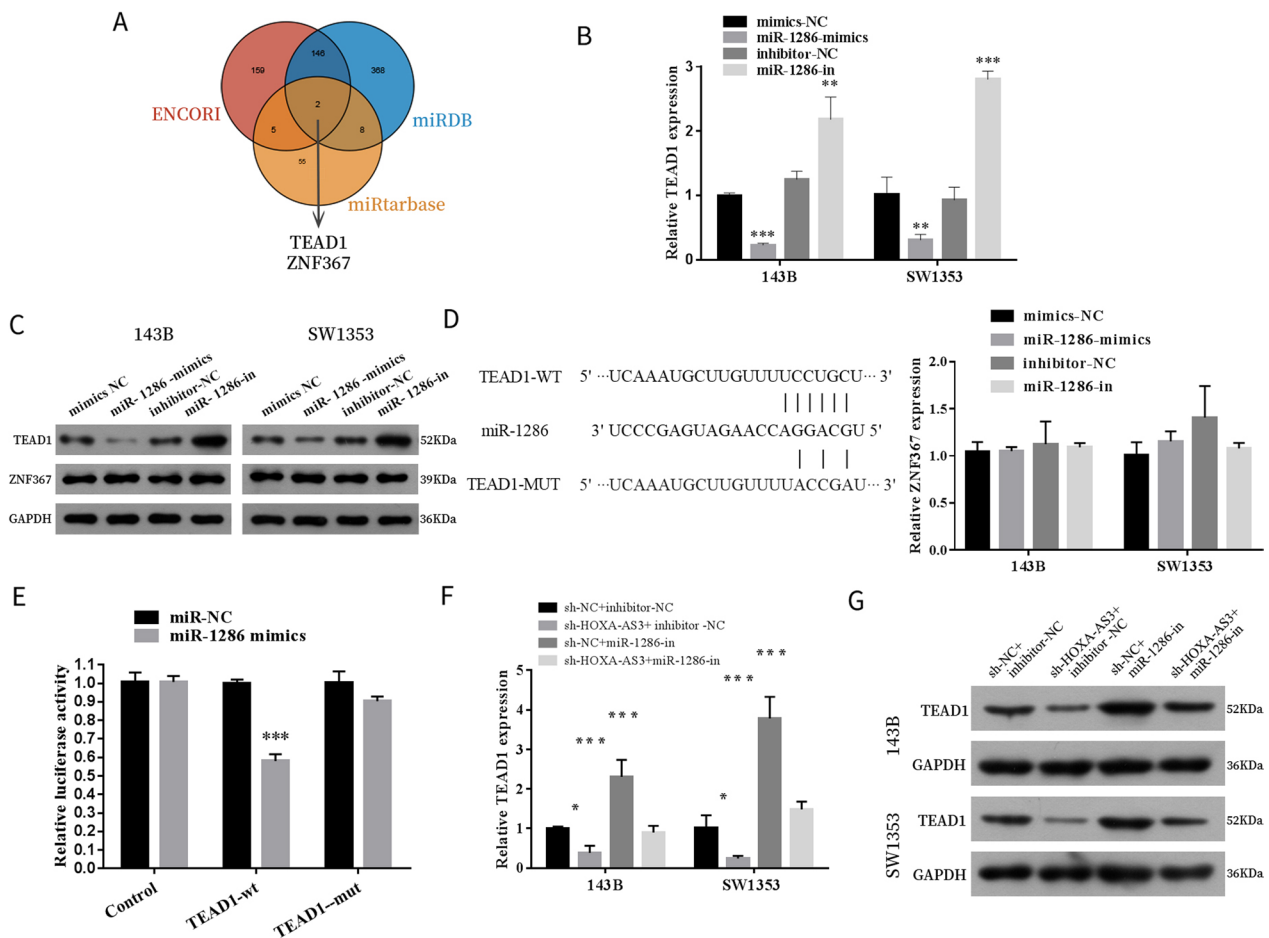 A
159
146
368
2
5
8
55
ENCORI
miRDB
miRtarbase
TEAD1
ZNF367
B
mimics-NC
miR-1286-mimics
inhibitor-NC
miR-1286-in
Relative TEAD1 expression
3
2
1
0
***
**
**
***
143B
SW1353
C
143B
SW1353
mimics NC
miR- 1286 -mimics
inhibitor-NC
miR- 1286-in
mimics NC
miR- 1286 -mimics
inhibitor-NC
miR- 1286-in
TEAD1
52KDa
ZNF367
39KDa
GAPDH
36KDa
D
TEAD1-WT 5' ···UCAAAUGCUUGUUUUCCUGCU··· 3'
miR-1286 3' UCCCGAGUAGAACCAGGACGU 5'
TEAD1-MUT 5' ···UCAAAUGCUUGUUUUACCGAU··· 3'
mimics-NC
miR-1286-mimics
inhibitor-NC
miR-1286-in
Relative ZNF367 expression
2.0
1.5
1.0
0.5
0.0
143B
SW1353
E
miR-NC
miR-1286 mimics
Relative luciferase activity
1.1
1.0
0.9
0.8
0.7
0.6
0.5
0.4
0.3
0.2
0.1
0.0
***
Control
TEAD1-wt
TEAD1--mut
F
sh-NC+inhibitor-NC
sh-HOXA-AS3+ inhibitor -NC
sh-NC+miR-1286-in
sh-HOXA-AS3+miR-1286-in
Relative TEAD1 expression
5
4
3
2
1
0
*
***
***
*
***
***
143B
SW1353
G
sh-NC+
inhibitor-NC
sh-HOXA-AS3+
inhibitor -NC
sh-NC+
miR-1286-in
sh-HOXA-AS3+
miR-1286-in
143B
TEAD1
52KDa
GAPDH
36KDa
SW1353
TEAD1
52KDa
GAPDH
36KDa